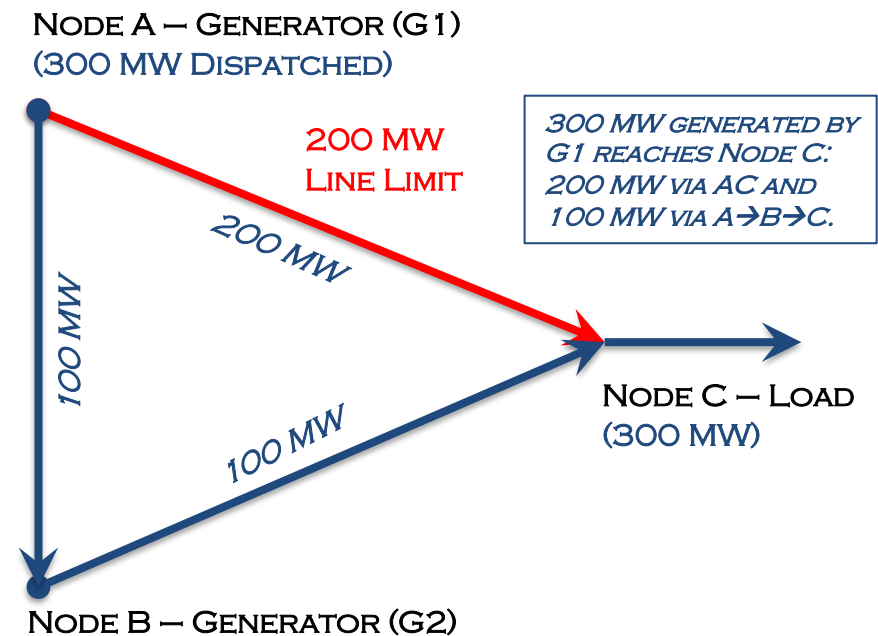 Node A – Generator (G1)
(300 MW Dispatched)
200 MW
Line Limit
300 MW generated by
G1 reaches Node C:
200 MW via AC and
100 MW via A→B→C.
200 MW
100 MW
100 MW
Node C – Load
(300 MW)
Node B – Generator (G2)